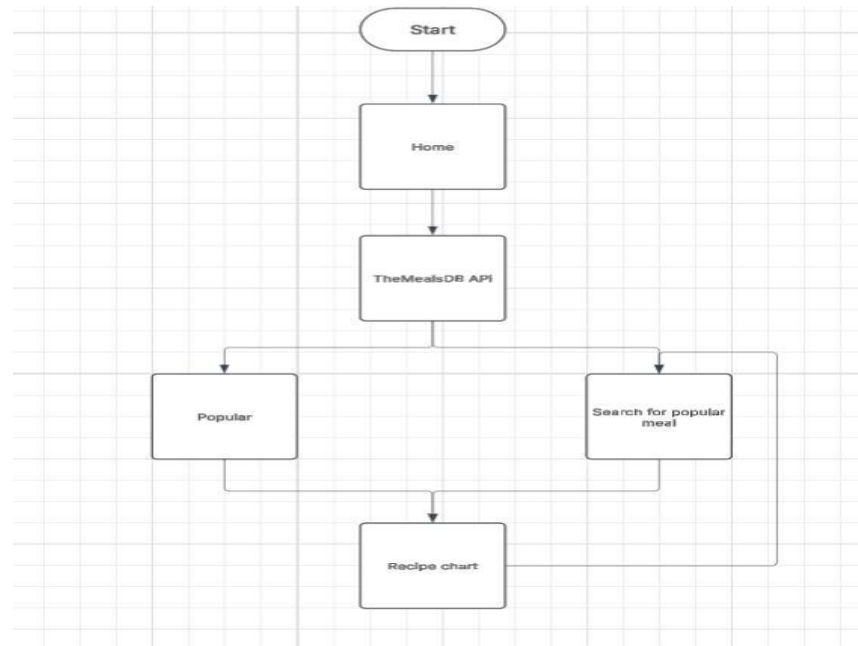 Start
Home
TheMealsDB APi
Popular
Search for popular
meal
Recipe chart